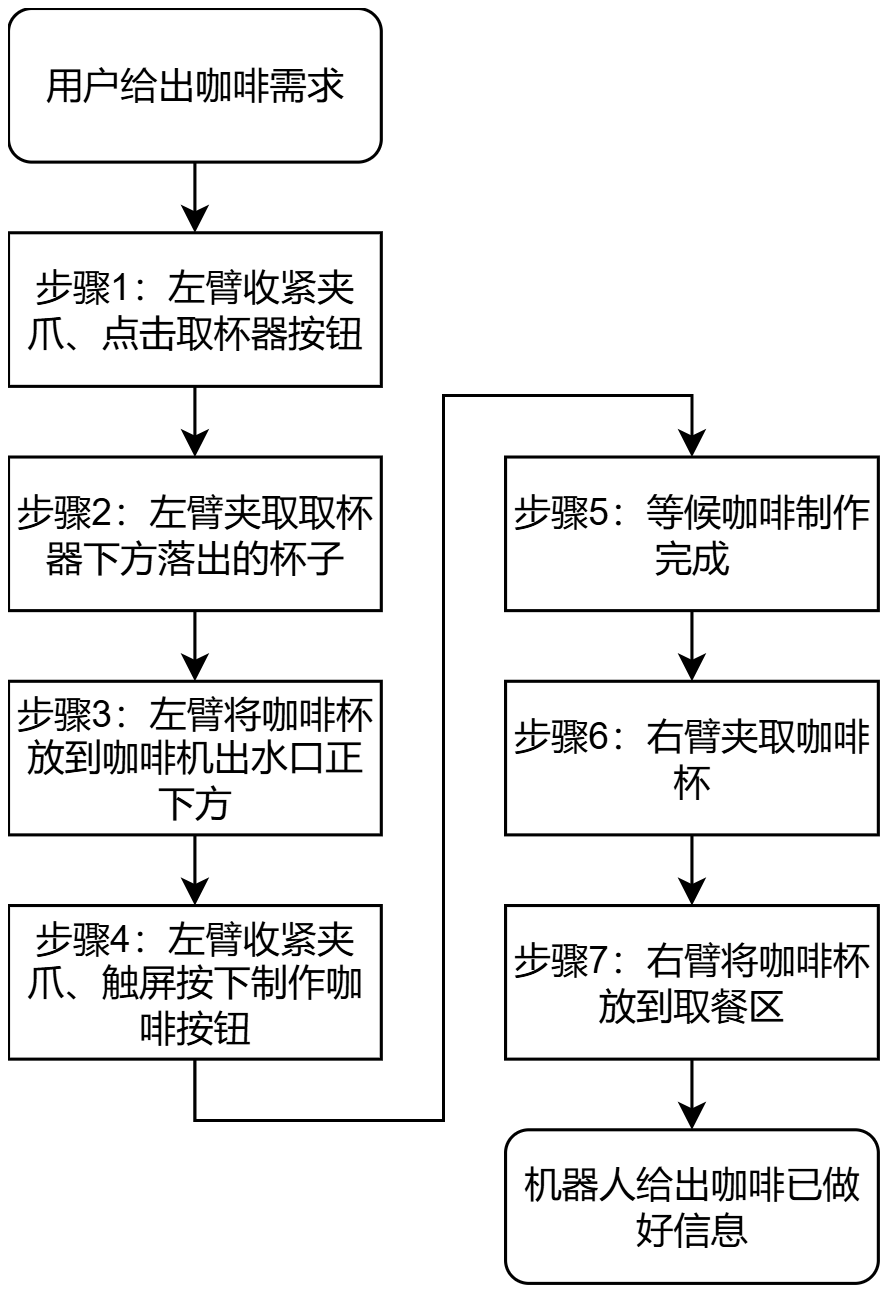 用户给出咖啡需求
步骤1：左臂收紧夹
爪、点击取杯器按钮
步骤2：左臂夹取取杯
器下方落出的杯子
步骤3：左臂将咖啡杯
放到咖啡机出水口正
下方
步骤4：左臂收紧夹
爪、触屏按下制作咖
啡按钮
步骤5：等候咖啡制作
完成
步骤6：右臂夹取咖啡
杯
步骤7：右臂将咖啡杯
放到取餐区
机器人给出咖啡已做
好信息